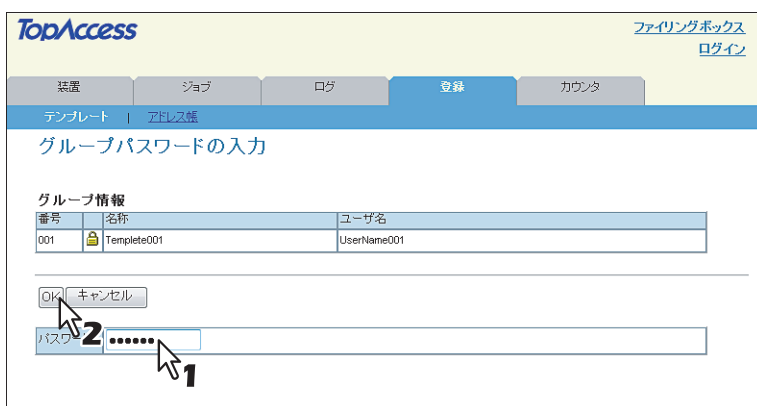 TopAccess
ファイリングボックス
ログイン
装置 ジョブ ログ 登録 カウンタ
テンプレート | アドレス帳
グループパスワードの入力
グループ情報
番号 名称 ユーザ名
001 Templete001 UserName001
OK キャンセル
2
パスワード ••••••
1